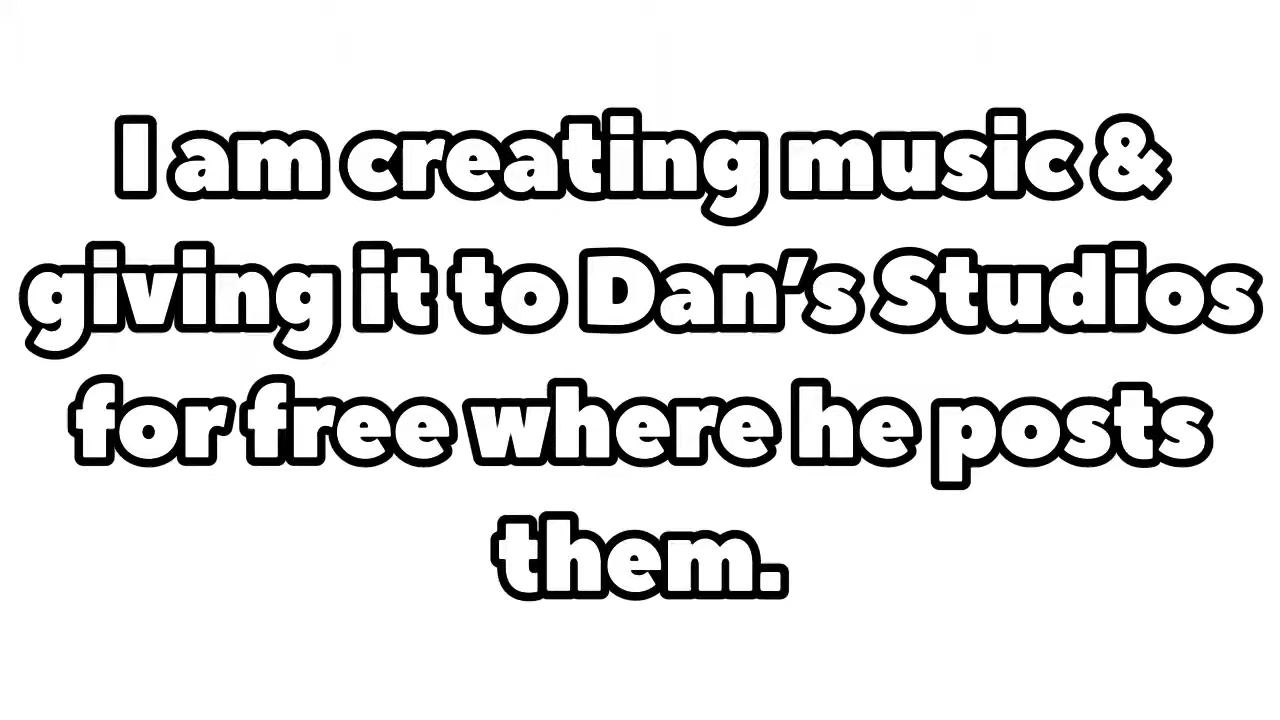 I am creating music &
giving it to Dan's Studios
for free where he posts
them.